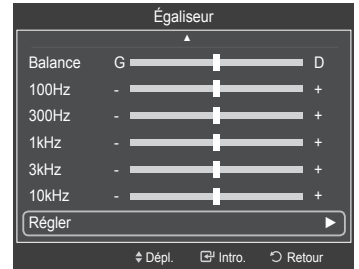 Égaliseur
▲
Balance G D
100Hz - +
300Hz - +
1kHz - +
3kHz - +
10kHz - +
Régler ►
Dépl. Intro. Retour